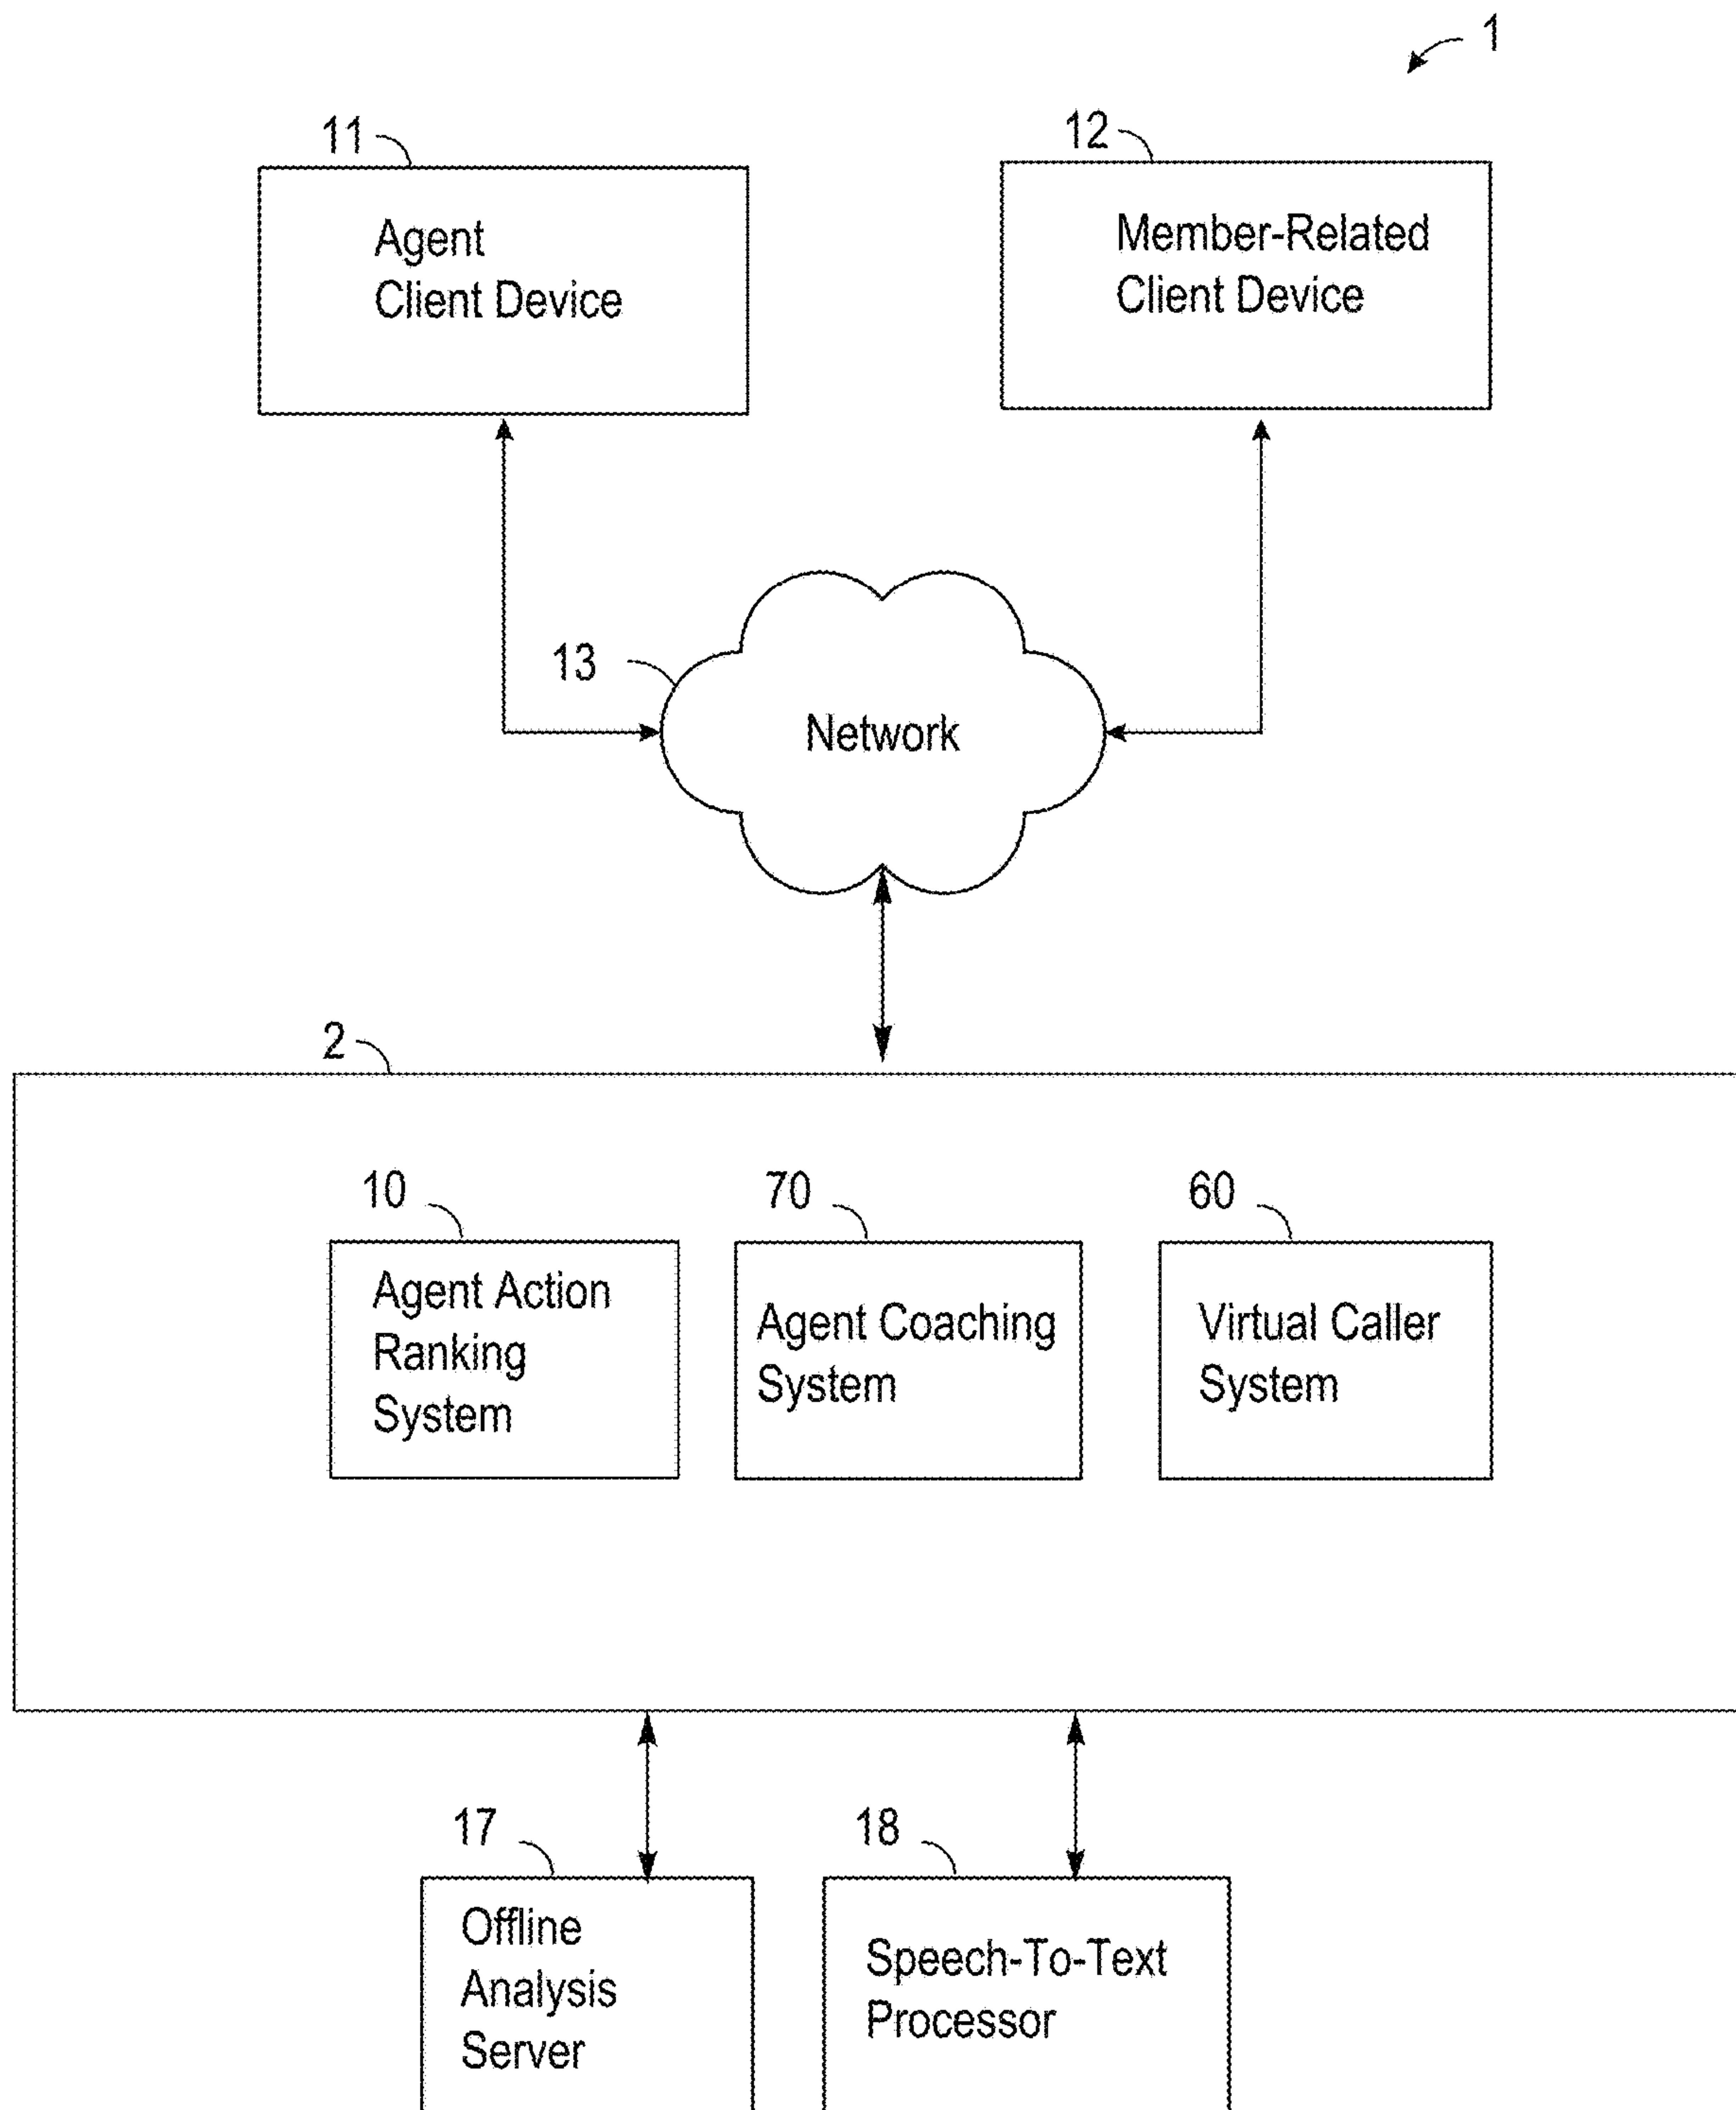 1
11
12
Agent
Client Device
Member-Related
Client Device
13
Network
2
10
70
60
Agent Action
Ranking
System
Agent Coaching
System
Virtual Caller
System
17
18
Offline
Analysis
Server
Speech-To-Text
Processor